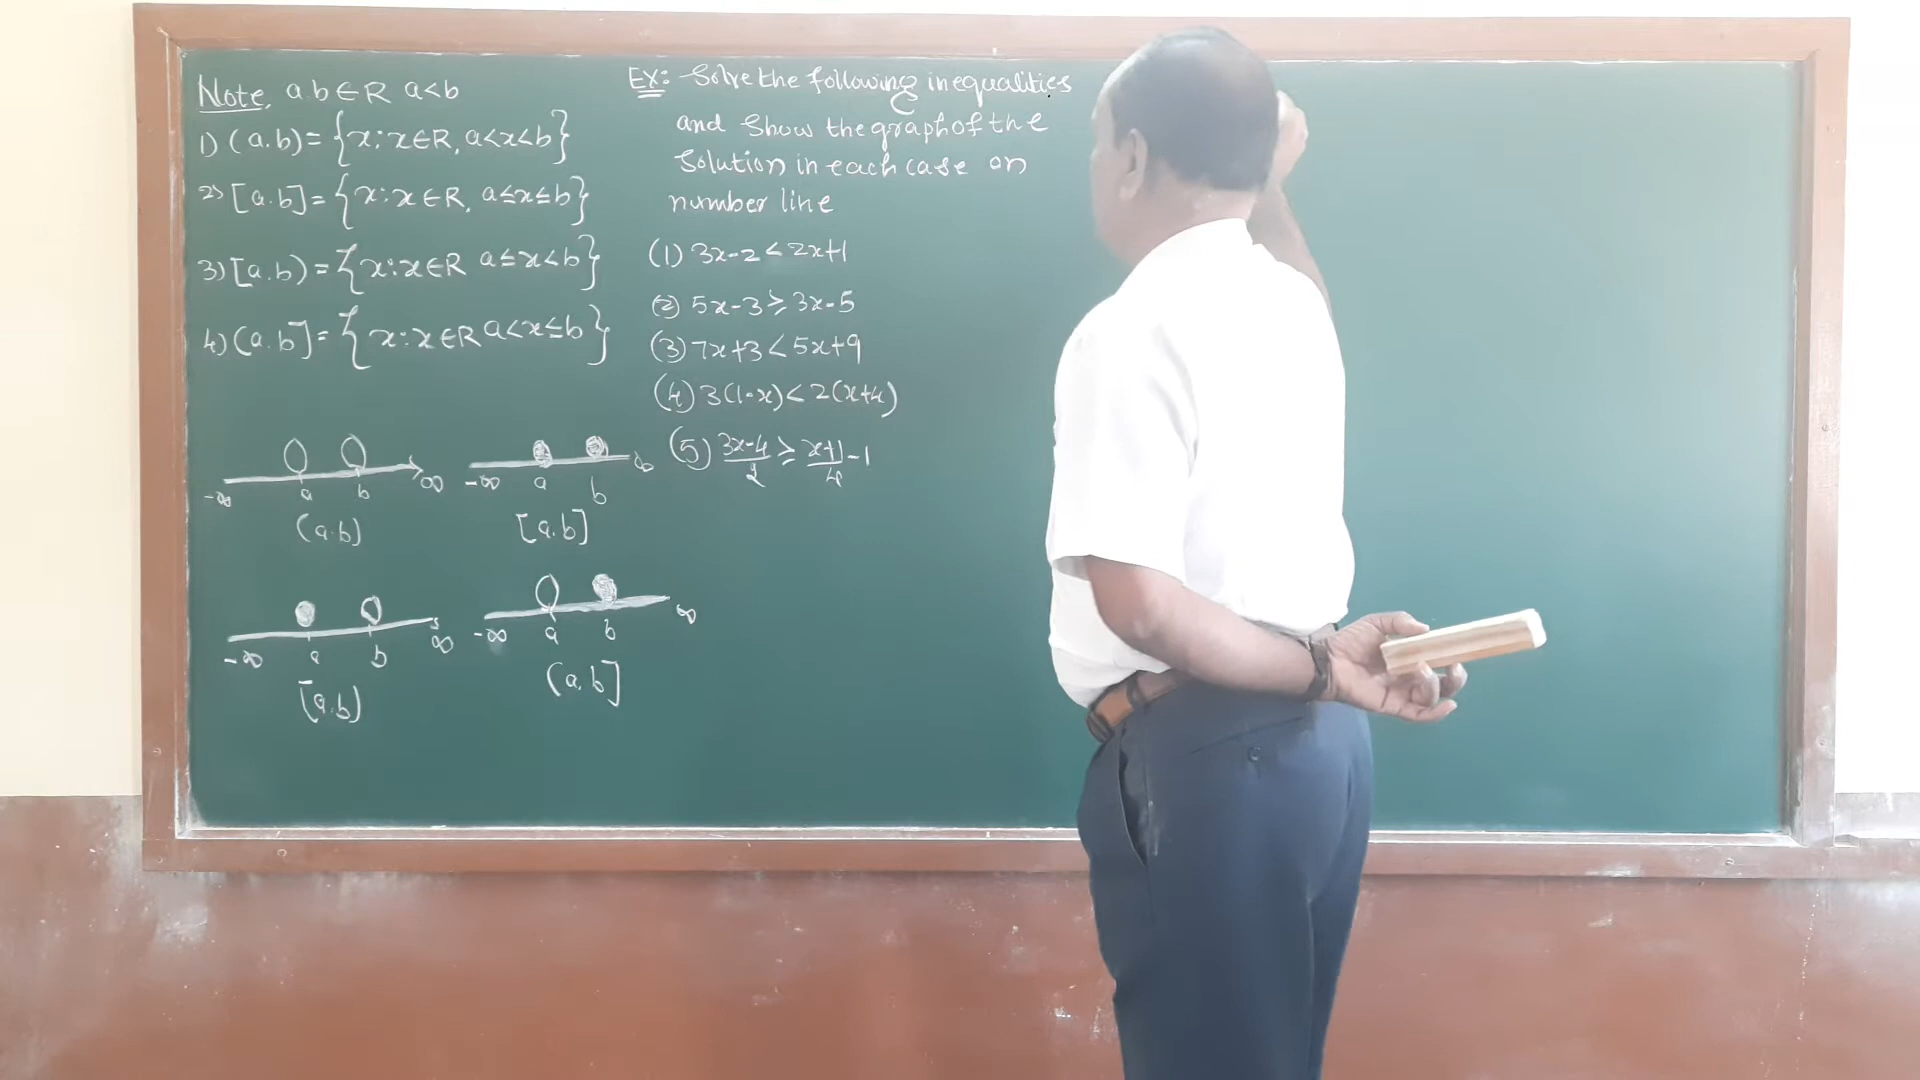 Note, a.b∈R a<b
1) (a.b) = {x:x∈R, a<x<b}
2) [a.b] = {x:x∈R, a≤x≤b}
3) [a.b) = {x:x∈R a≤x<b}
4) (a.b] = {x:x∈R a<x≤b}
-∞ a b ∞
(a.b)
-∞ a b ∞
[a.b]
-∞ a b ∞
[a.b)
-∞ a b ∞
(a.b]
Ex: Solve the following inequalities
and Show the graph of the
Solution in each case on
number line
(1) 3x-2<2x+1
(2) 5x-3≥3x-5
(3) 7x+3<5x+9
(4) 3(1-x)<2(x+4)
(5) (3x-4)/2 ≥ (x+1)/4 -1